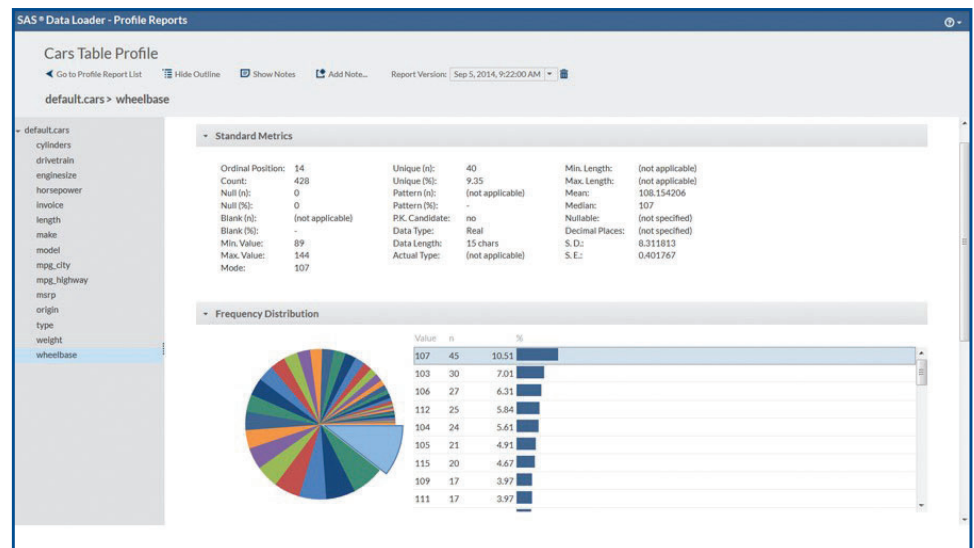 SAS® Data Loader - Profile Reports
Cars Table Profile
Go to Profile Report List Hide Outline Show Notes Add Note... Report Version: Sep 5, 2014, 9:22:00 AM
default.cars > wheelbase
default.cars
cylinders
drivetrain
enginesize
horsepower
invoice
length
make
model
mpg_city
mpg_highway
msrp
origin
type
weight
wheelbase
Standard Metrics
Ordinal Position: 14 Unique (n): 40 Min. Length: (not applicable)
Count: 428 Unique (%): 9.35 Max. Length: (not applicable)
Null (n): 0 Pattern (n): (not applicable) Mean: 108.154206
Null (%): 0 Pattern (%): - Median: 107
Blank (n): (not applicable) P.K. Candidate: no Nullable: (not specified)
Blank (%): - Data Type: Real Decimal Places: (not specified)
Min. Value: 89 Data Length: 15 chars S. D.: 8.311813
Max. Value: 144 Actual Type: (not applicable) S. E.: 0.401767
Mode: 107
Frequency Distribution
Value n %
107 45 10.51
103 30 7.01
106 27 6.31
112 25 5.84
104 24 5.61
105 21 4.91
115 20 4.67
109 17 3.97
111 17 3.97